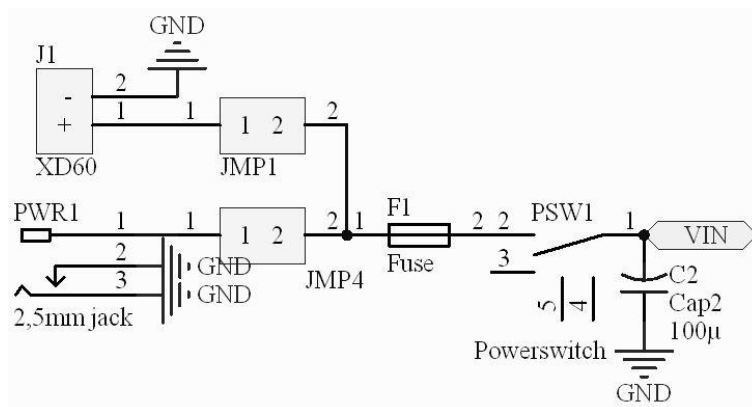 GND
J1
2
-
1
1
2
+
1 2
XD60
JMP1
PWR1
F1
PSW1
1
1
1 2
2
1
2
2
1
VIN
2
GND
JMP4
Fuse
3
C2
3
GND
5
4
Cap2
2,5mm jack
100µ
Powerswitch
GND